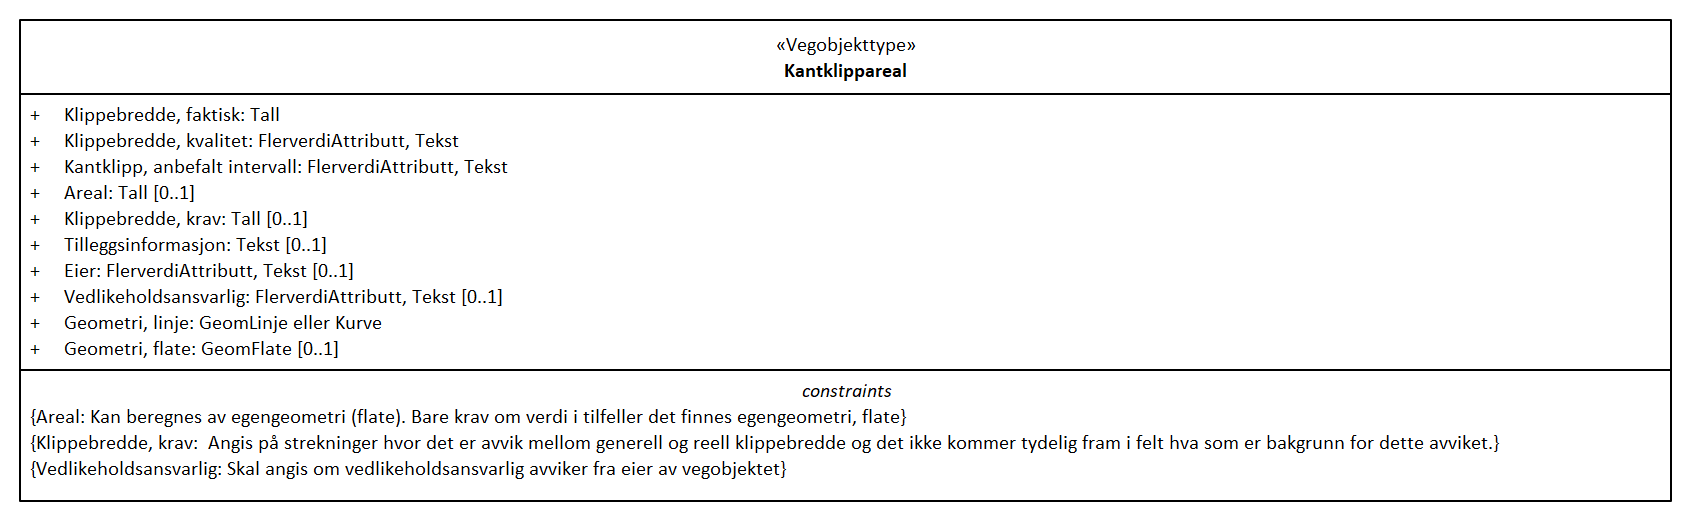 «Vegobjekttype»
Kantklippareal
+ Klippebredde, faktisk: Tall
+ Klippebredde, kvalitet: FlerverdiAttributt, Tekst
+ Kantklipp, anbefalt intervall: FlerverdiAttributt, Tekst
+ Areal: Tall [0..1]
+ Klippebredde, krav: Tall [0..1]
+ Tilleggsinformasjon: Tekst [0..1]
+ Eier: FlerverdiAttributt, Tekst [0..1]
+ Vedlikeholdsansvarlig: FlerverdiAttributt, Tekst [0..1]
+ Geometri, linje: GeomLinje eller Kurve
+ Geometri, flate: GeomFlate [0..1]
constraints
{Areal: Kan beregnes av egengeometri (flate). Bare krav om verdi i tilfeller det finnes egengeometri, flate}
{Klippebredde, krav:  Angis på strekninger hvor det er avvik mellom generell og reell klippebredde og det ikke kommer tydelig fram i felt hva som er bakgrunn for dette avviket.}
{Vedlikeholdsansvarlig: Skal angis om vedlikeholdsansvarlig avviker fra eier av vegobjektet}